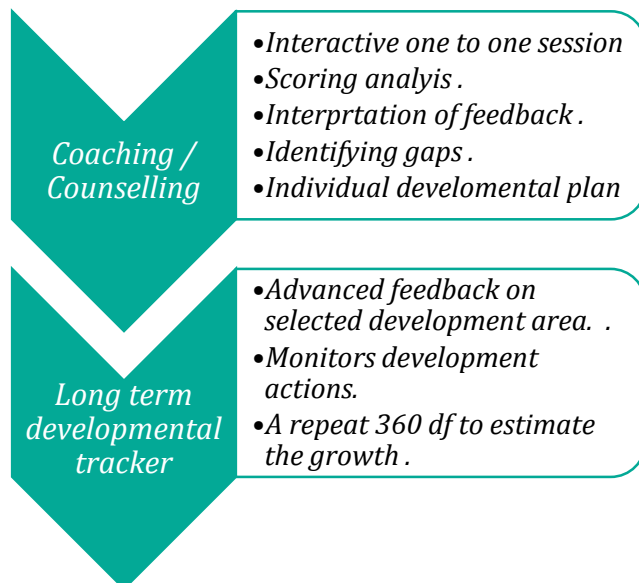 Coaching /
Counselling
•Interactive one to one session
•Scoring analyis .
•Interprtation of feedback .
•Identifying gaps .
•Individual develomental plan
Long term
developmental
tracker
•Advanced feedback on
selected development area. .
•Monitors development
actions.
•A repeat 360 df to estimate
the growth .